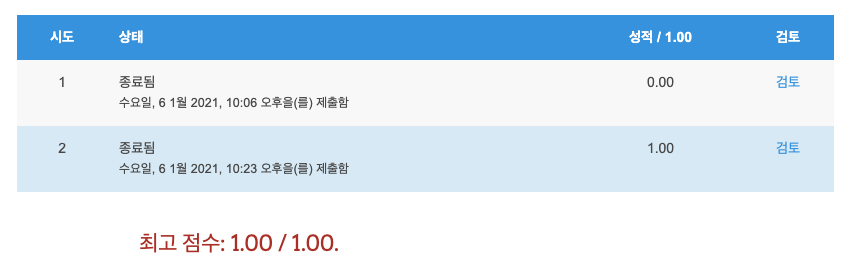 시도 상태 성적 / 1.00 검토
1 종료됨 0.00 검토
수요일, 6 1월 2021, 10:06 오후을(를) 제출함
2 종료됨 1.00 검토
수요일, 6 1월 2021, 10:23 오후을(를) 제출함
최고 점수: 1.00 / 1.00.